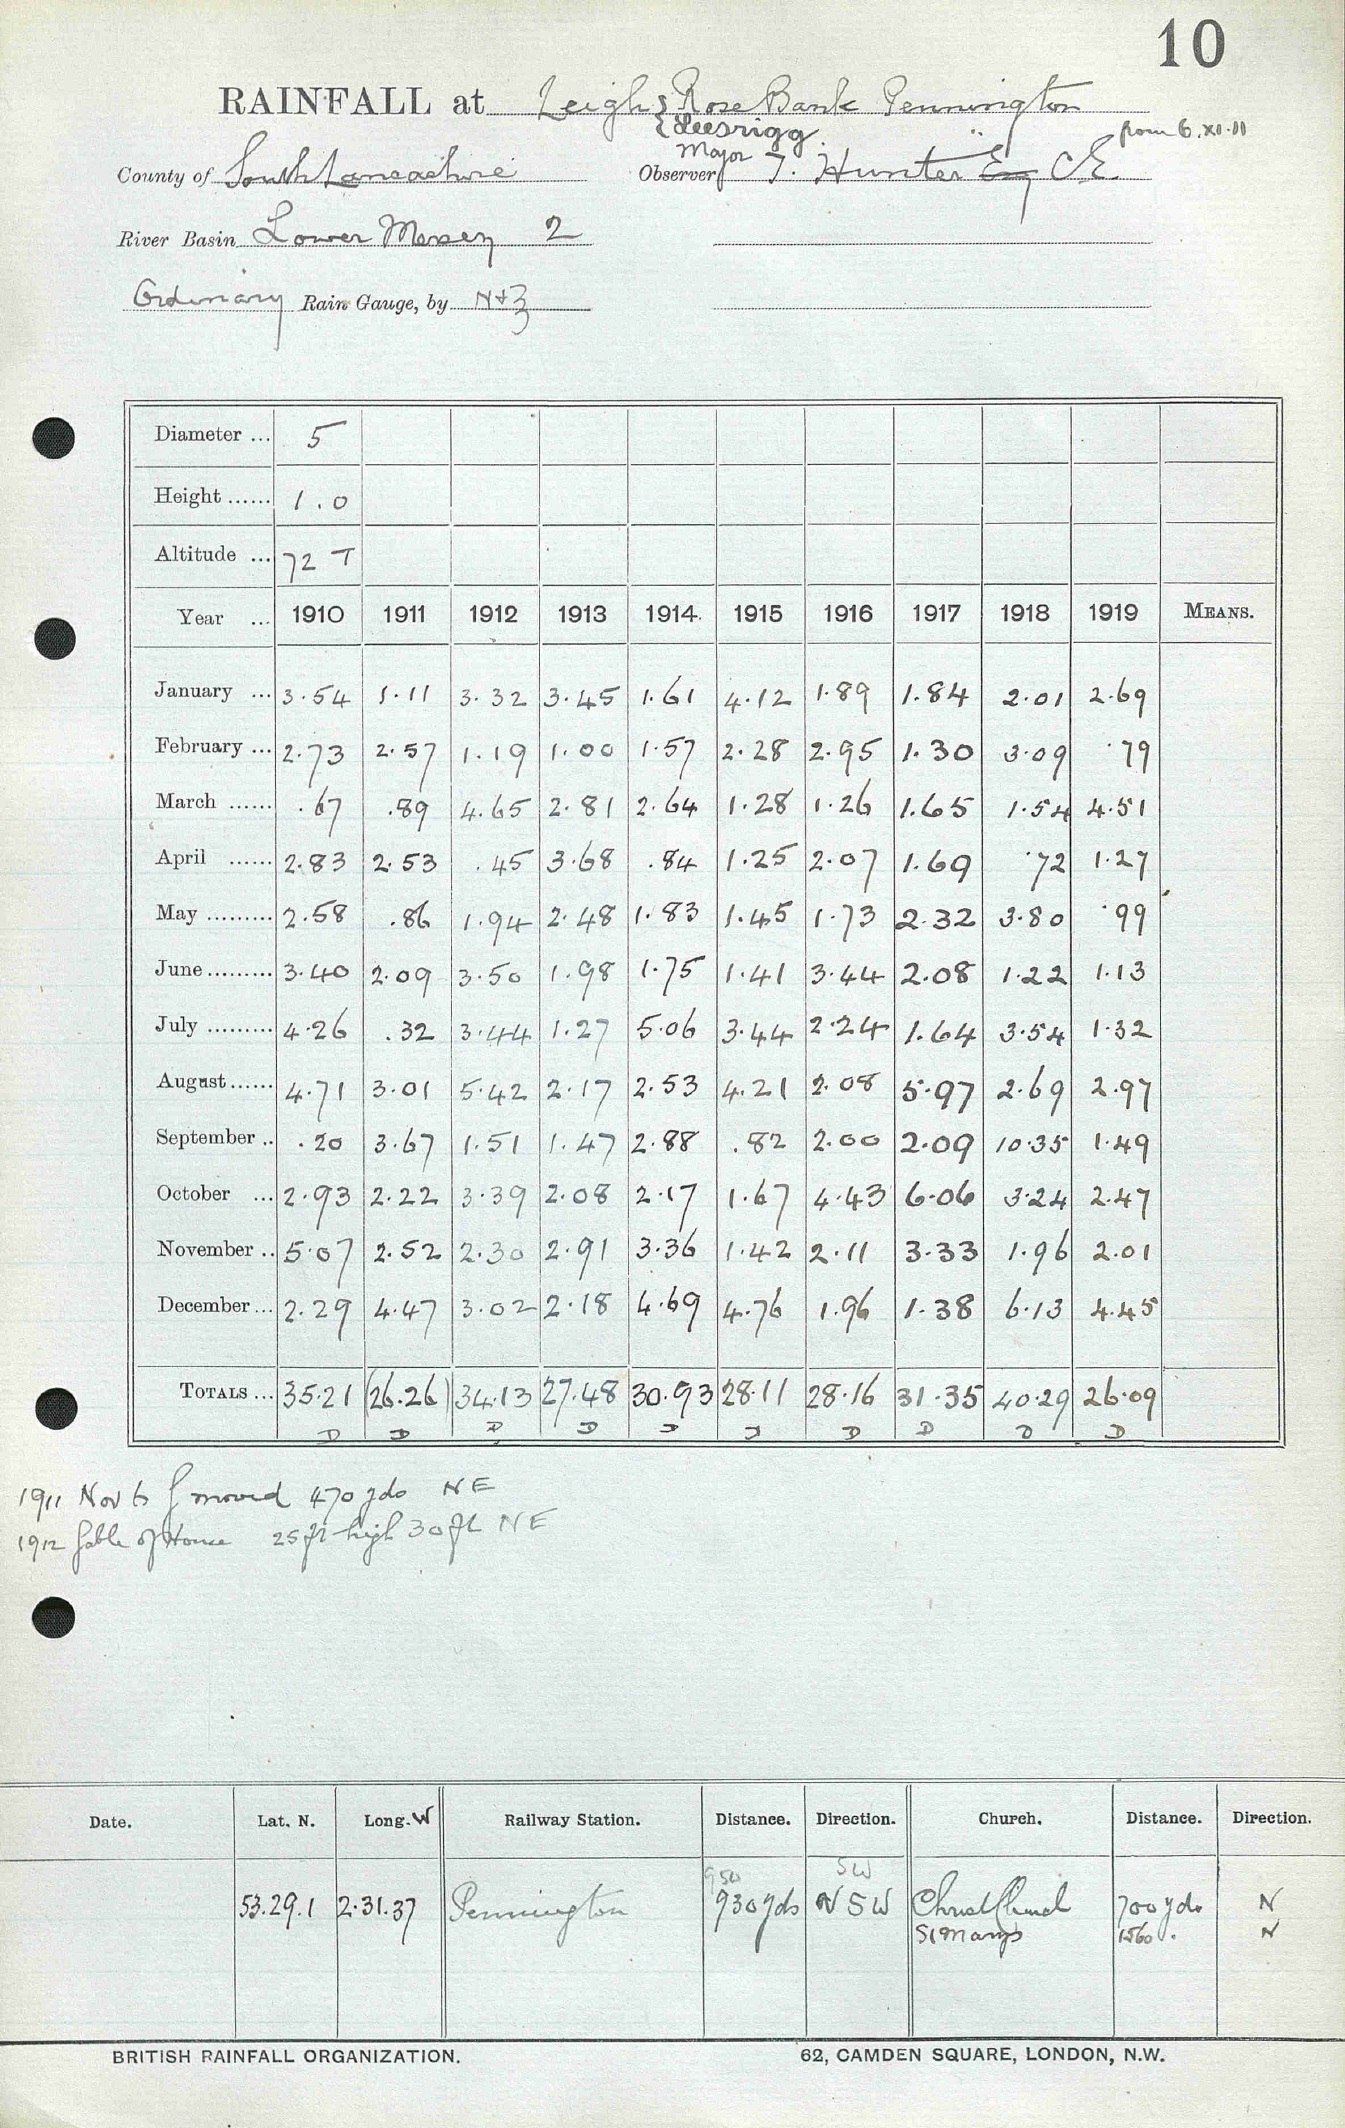 10
RAINFALL at Leigh { Rose Bank Pennington
{ Leesrigg from 6.XI.11
County of South Lancashire Observer Major T. Hunter Esq C.E.
River Basin Lower Mersey 2
Ordinary Rain Gauge, by N+Z
Diameter ... 5
Height ...... 1.0
Altitude ... 72 T
Year ... 1910 1911 1912 1913 1914 1915 1916 1917 1918 1919 MEANS.
January ... 3.54 1.11 3.32 3.45 1.61 4.12 1.89 1.84 2.01 2.69
February ... 2.73 2.57 1.19 1.00 1.57 2.28 2.95 1.30 3.09 .79
March ...... .67 .89 4.65 2.81 2.64 1.28 1.26 1.65 1.54 4.51
April ...... 2.83 2.53 .45 3.68 .84 1.25 2.07 1.69 .72 1.27
May ......... 2.58 .86 1.94 2.48 1.83 1.45 1.73 2.32 3.80 .99
June ......... 3.40 2.09 3.50 1.98 1.75 1.41 3.44 2.08 1.22 1.13
July ......... 4.26 .32 3.44 1.27 5.06 3.44 2.24 1.64 3.54 1.32
August ...... 4.71 3.01 5.42 2.17 2.53 4.21 2.08 5.97 2.69 2.97
September .. .20 3.67 1.51 1.47 2.88 .82 2.00 2.09 10.35 1.49
October ... 2.93 2.22 3.39 2.08 2.17 1.67 4.43 6.06 3.24 2.47
November .. 5.07 2.52 2.30 2.91 3.36 1.42 2.11 3.33 1.96 2.01
December ... 2.29 4.47 3.02 2.18 4.69 4.76 1.96 1.38 6.13 4.45
TOTALS ... 35.21 (26.26) 34.13 27.48 30.93 28.11 28.16 31.35 40.29 26.09
D D D D D D D D D D
1911 Nov 6 G moved 470 yds NE
1912 Gable of House 25 ft high 30 ft NE
Date. Lat. N. Long. W Railway Station. Distance. Direction. Church. Distance. Direction.
950 SW
53.29.1 2.31.37 Pennington 930 yds N SW Christ Church 700 yds N
St Marys 1560 . N
BRITISH RAINFALL ORGANIZATION. 62, CAMDEN SQUARE, LONDON, N.W.